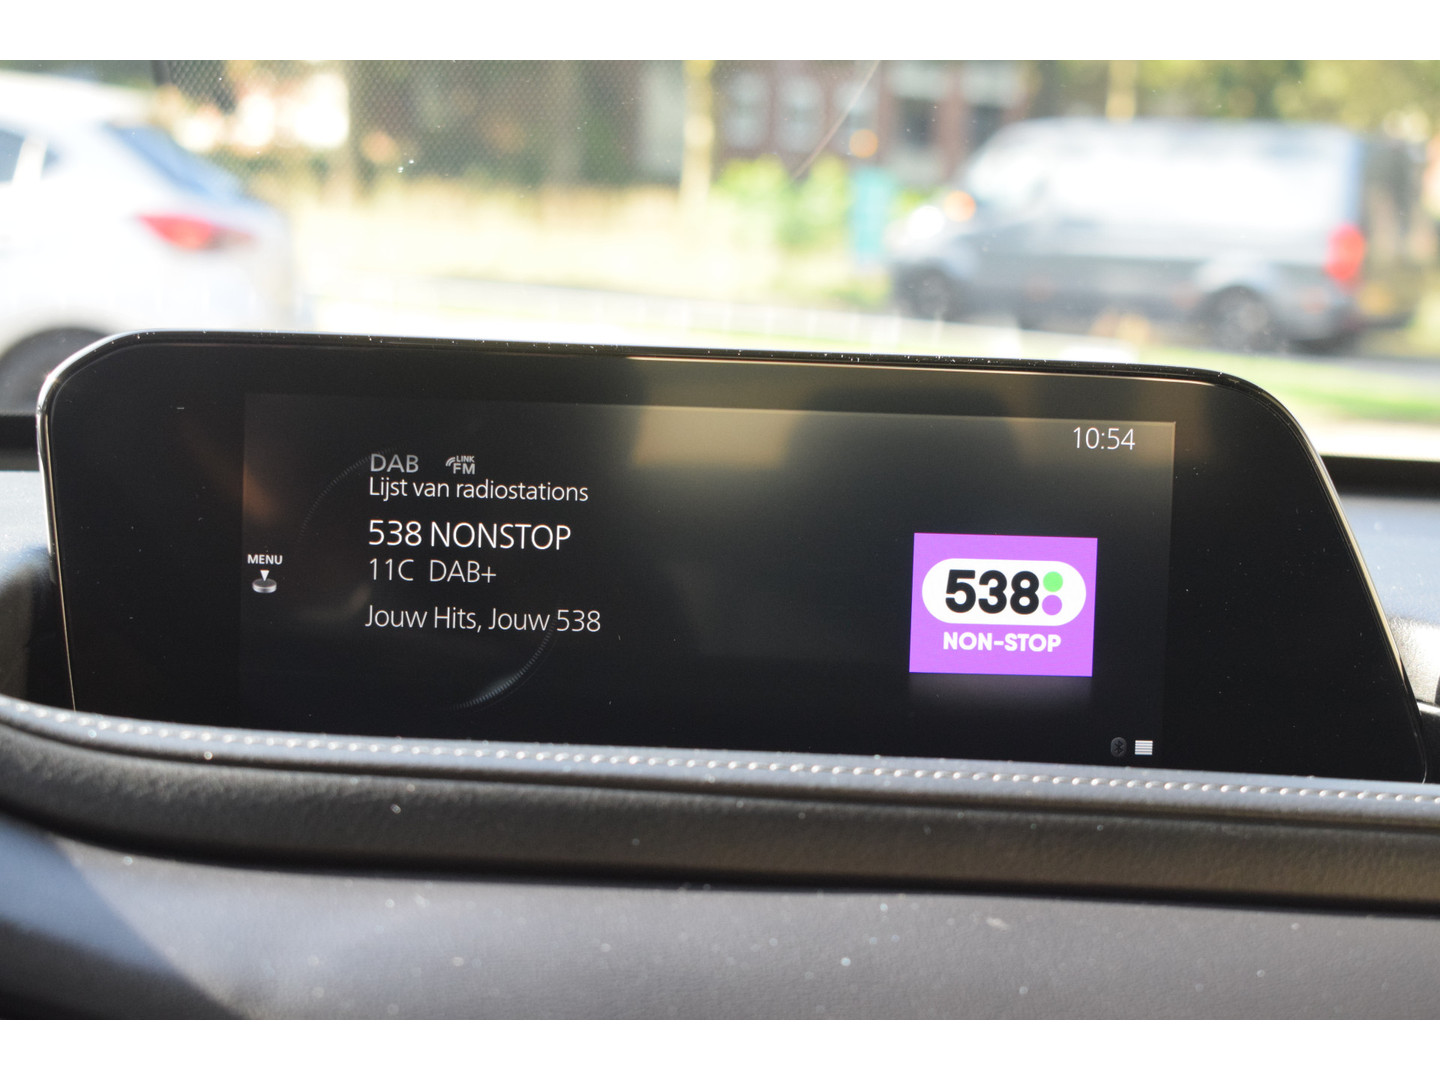 10:54
DAB LINK FM
Lijst van radiostations
538 NONSTOP
11C DAB+
Jouw Hits, Jouw 538
MENU
538
NON-STOP